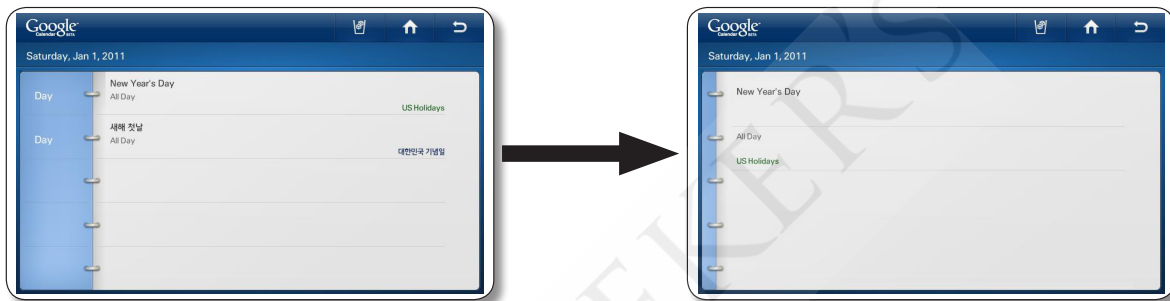 Google
Calendar BETA
Saturday, Jan 1, 2011
Day
New Year's Day
All Day
US Holidays
Day
새해 첫날
All Day
대한민국 기념일
Google
Calendar BETA
Saturday, Jan 1, 2011
New Year's Day
All Day
US Holidays